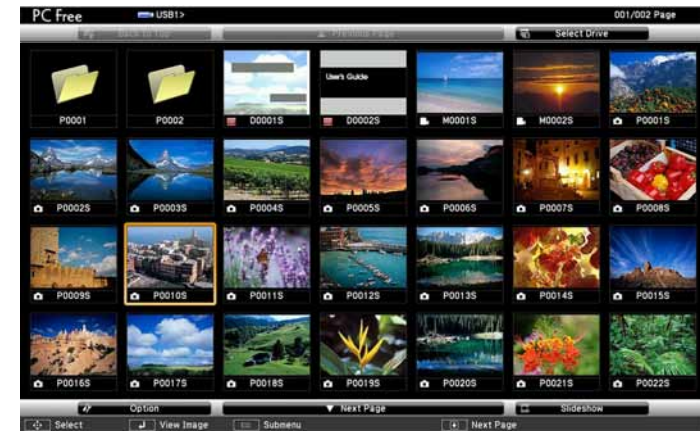 PC Free USB1> 001/002 Page
Back to Top Previous Page Select Drive
User's Guide
P0001 P0002 D0001S D0002S M0001S M0002S P0001S
P0002S P0003S P0004S P0005S P0006S P0007S P0008S
P0009S P0010S P0011S P0012S P0013S P0014S P0015S
P0016S P0017S P0018S P0019S P0020S P0021S P0022S
Option Next Page Slideshow
Select View Image Submenu Next Page